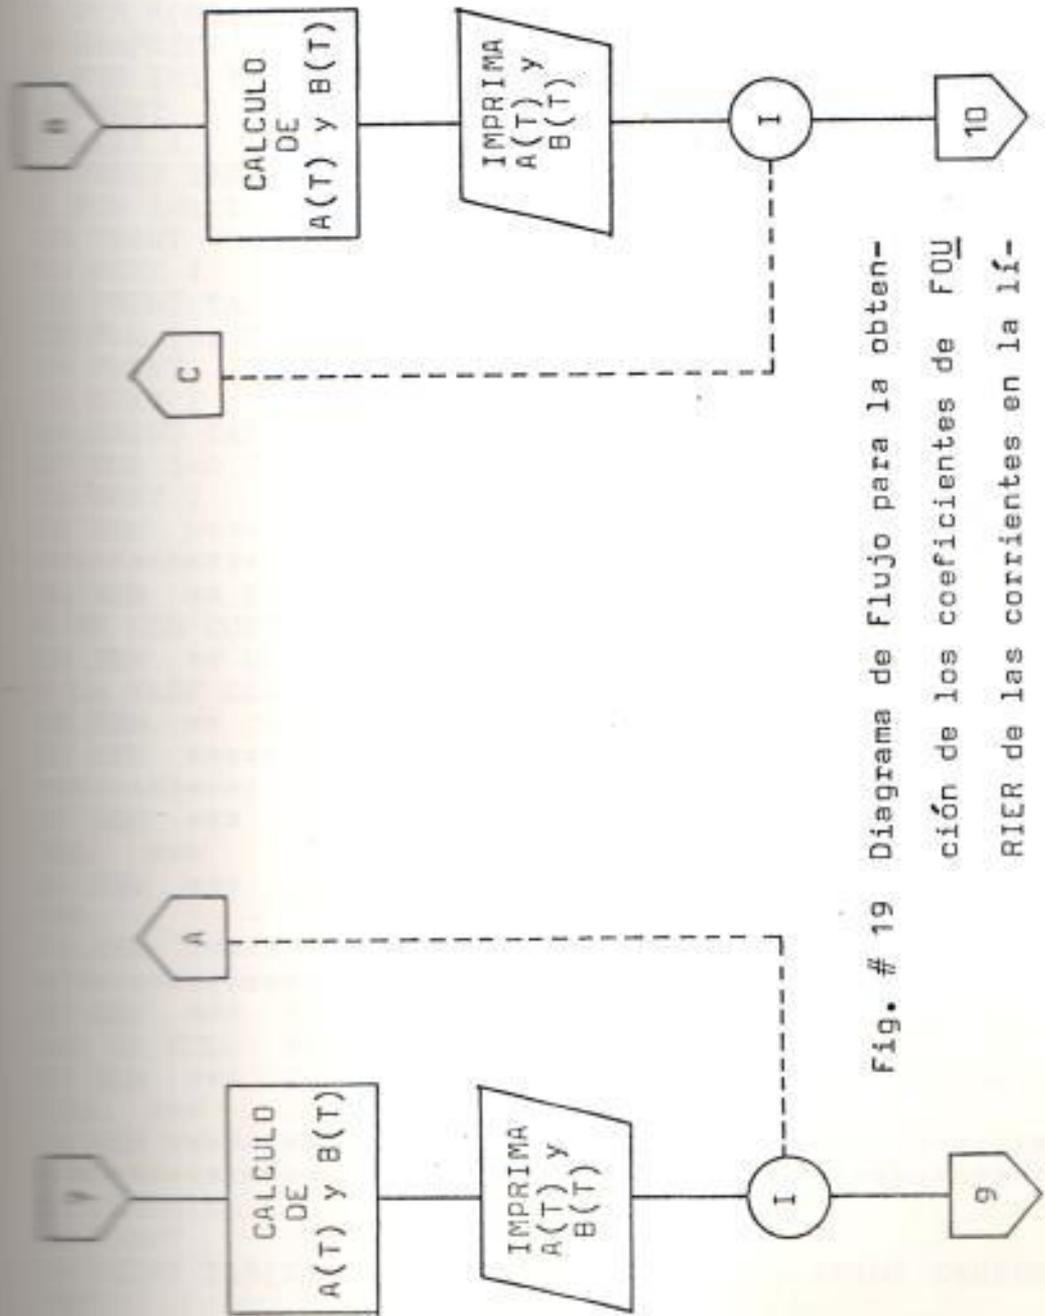 CALCULO
DE
A(T) y B(T)
IMPRIMA
A(T) y
B(T)
I
9
A
C
CALCULO
DE
A(T) y B(T)
IMPRIMA
A(T) y
B(T)
I
10
Fig. # 19 Diagrama de Flujo para la obten-
ción de los coeficientes de FOU
RIER de las corrientes en la lí-